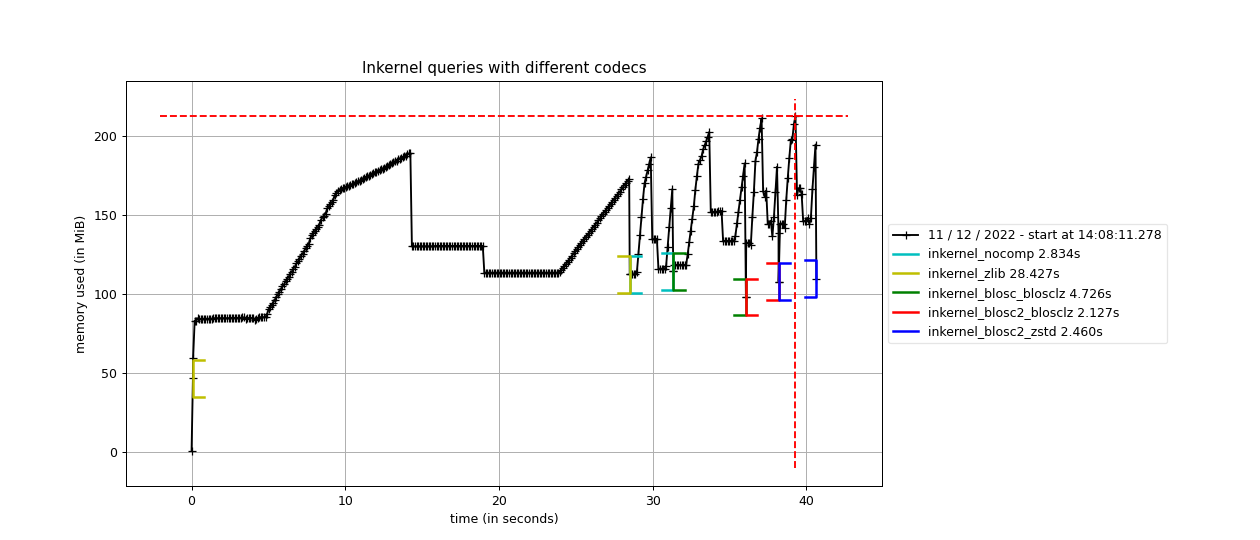 Inkernel queries with different codecs
memory used (in MiB)
200
150
100
50
0
0 10 20 30 40
time (in seconds)
11 / 12 / 2022 - start at 14:08:11.278
inkernel_nocomp 2.834s
inkernel_zlib 28.427s
inkernel_blosc_blosclz 4.726s
inkernel_blosc2_blosclz 2.127s
inkernel_blosc2_zstd 2.460s